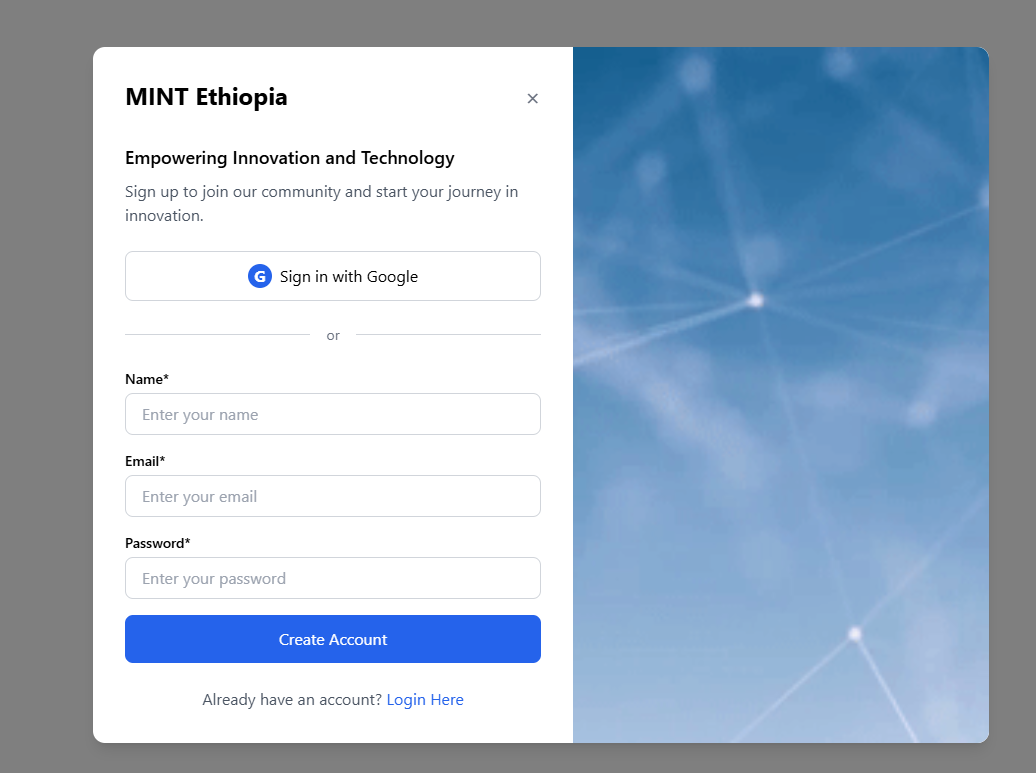 MINT Ethiopia
×
Empowering Innovation and Technology
Sign up to join our community and start your journey in
innovation.
G Sign in with Google
or
Name*
Enter your name
Email*
Enter your email
Password*
Enter your password
Create Account
Already have an account? Login Here